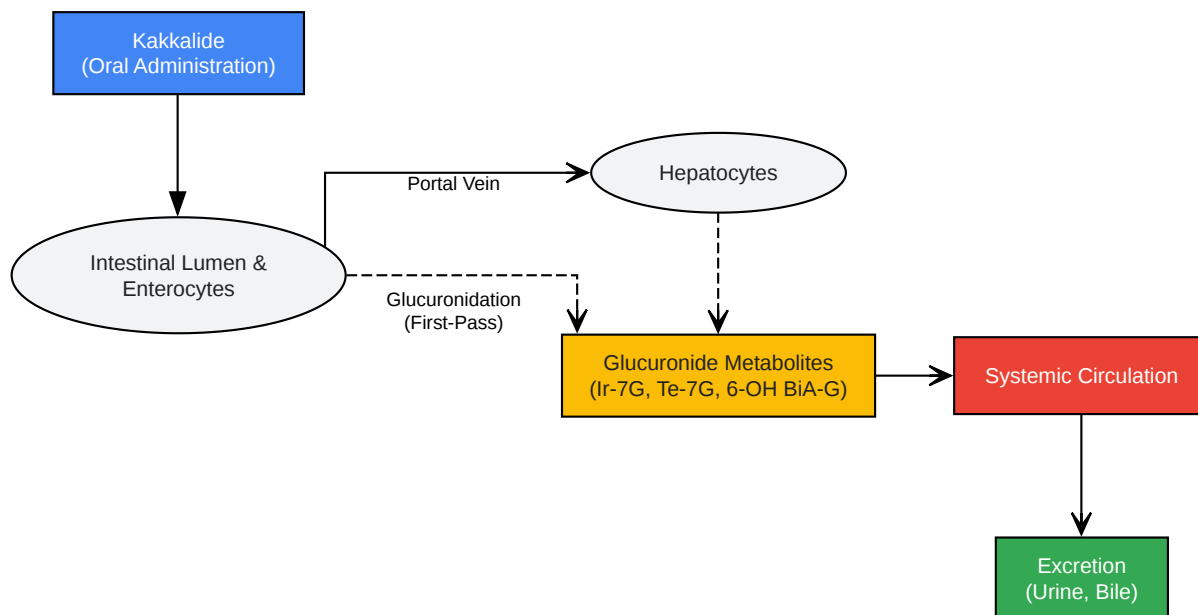 Kakkalide
(Oral Administration)
Portal Vein
Hepatocytes
Intestinal Lumen &
Enterocytes
Glucuronidation
(First-Pass)
Glucuronide Metabolites
(Ir-7G, Te-7G, 6-OH BiA-G)
Systemic Circulation
Excretion
(Urine, Bile)